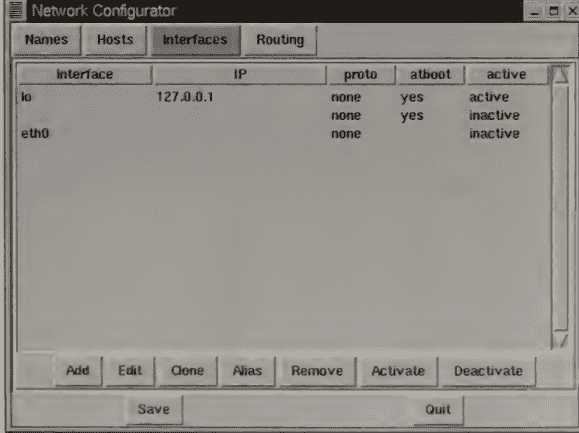 Network Configurator
Names Hosts Interfaces Routing
Interface IP proto atboot active
lo 127.0.0.1 none yes active
none yes inactive
eth0 none inactive
Add Edit Clone Alias Remove Activate Deactivate
Save Quit